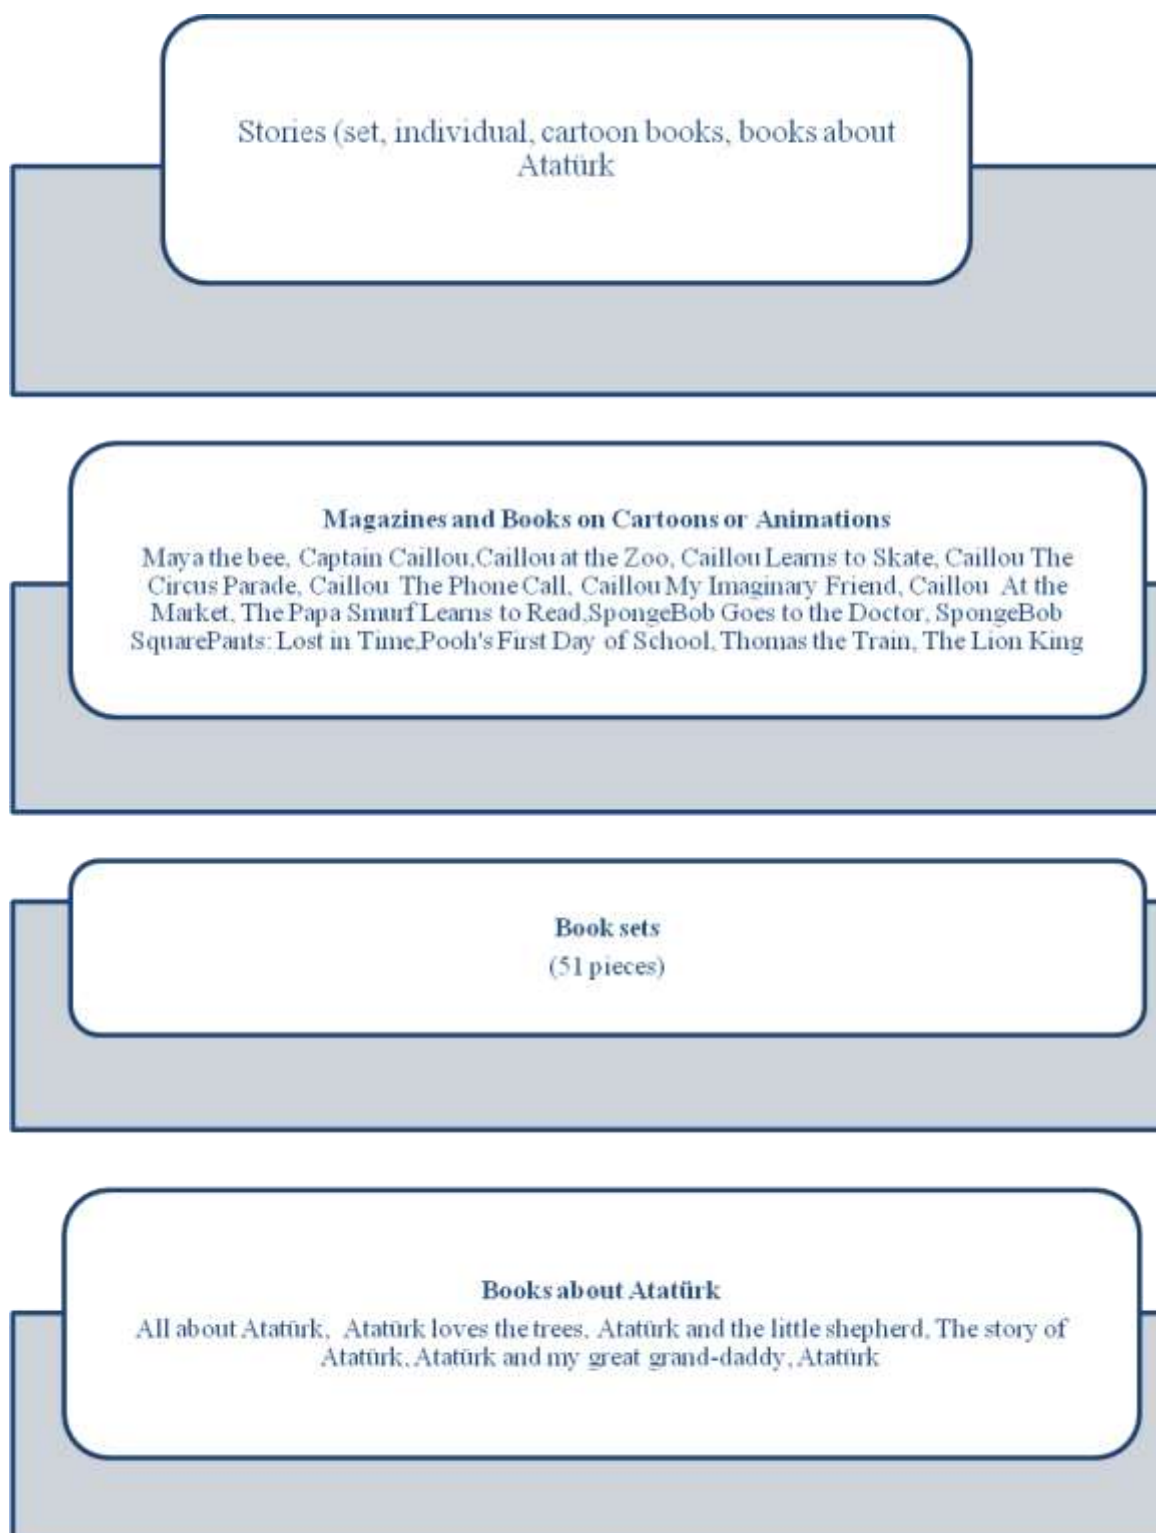 Stories (set, individual, cartoon books, books about
Atatürk
Magazines and Books on Cartoons or Animations
Maya the bee, Captain Caillou,Caillou at the Zoo, Caillou Learns to Skate, Caillou The
Circus Parade, Caillou The Phone Call, Caillou My Imaginary Friend, Caillou At the
Market, The Papa Smurf Learns to Read,SpongeBob Goes to the Doctor, SpongeBob
SquarePants: Lost in Time,Pooh's First Day of School, Thomas the Train, The Lion King
Book sets
(51 pieces)
Books about Atatürk
All about Atatürk, Atatürk loves the trees, Atatürk and the little shepherd, The story of
Atatürk, Atatürk and my great grand-daddy, Atatürk